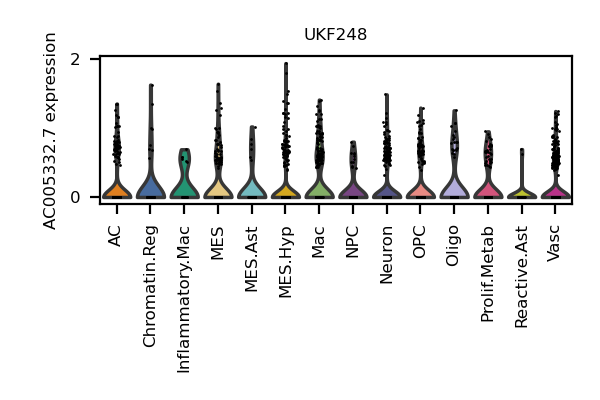 UKF248
AC005332.7 expression
2
0
AC
Chromatin.Reg
Inflammatory.Mac
MES
MES.Ast
MES.Hyp
Mac
NPC
Neuron
OPC
Oligo
Prolif.Metab
Reactive.Ast
Vasc